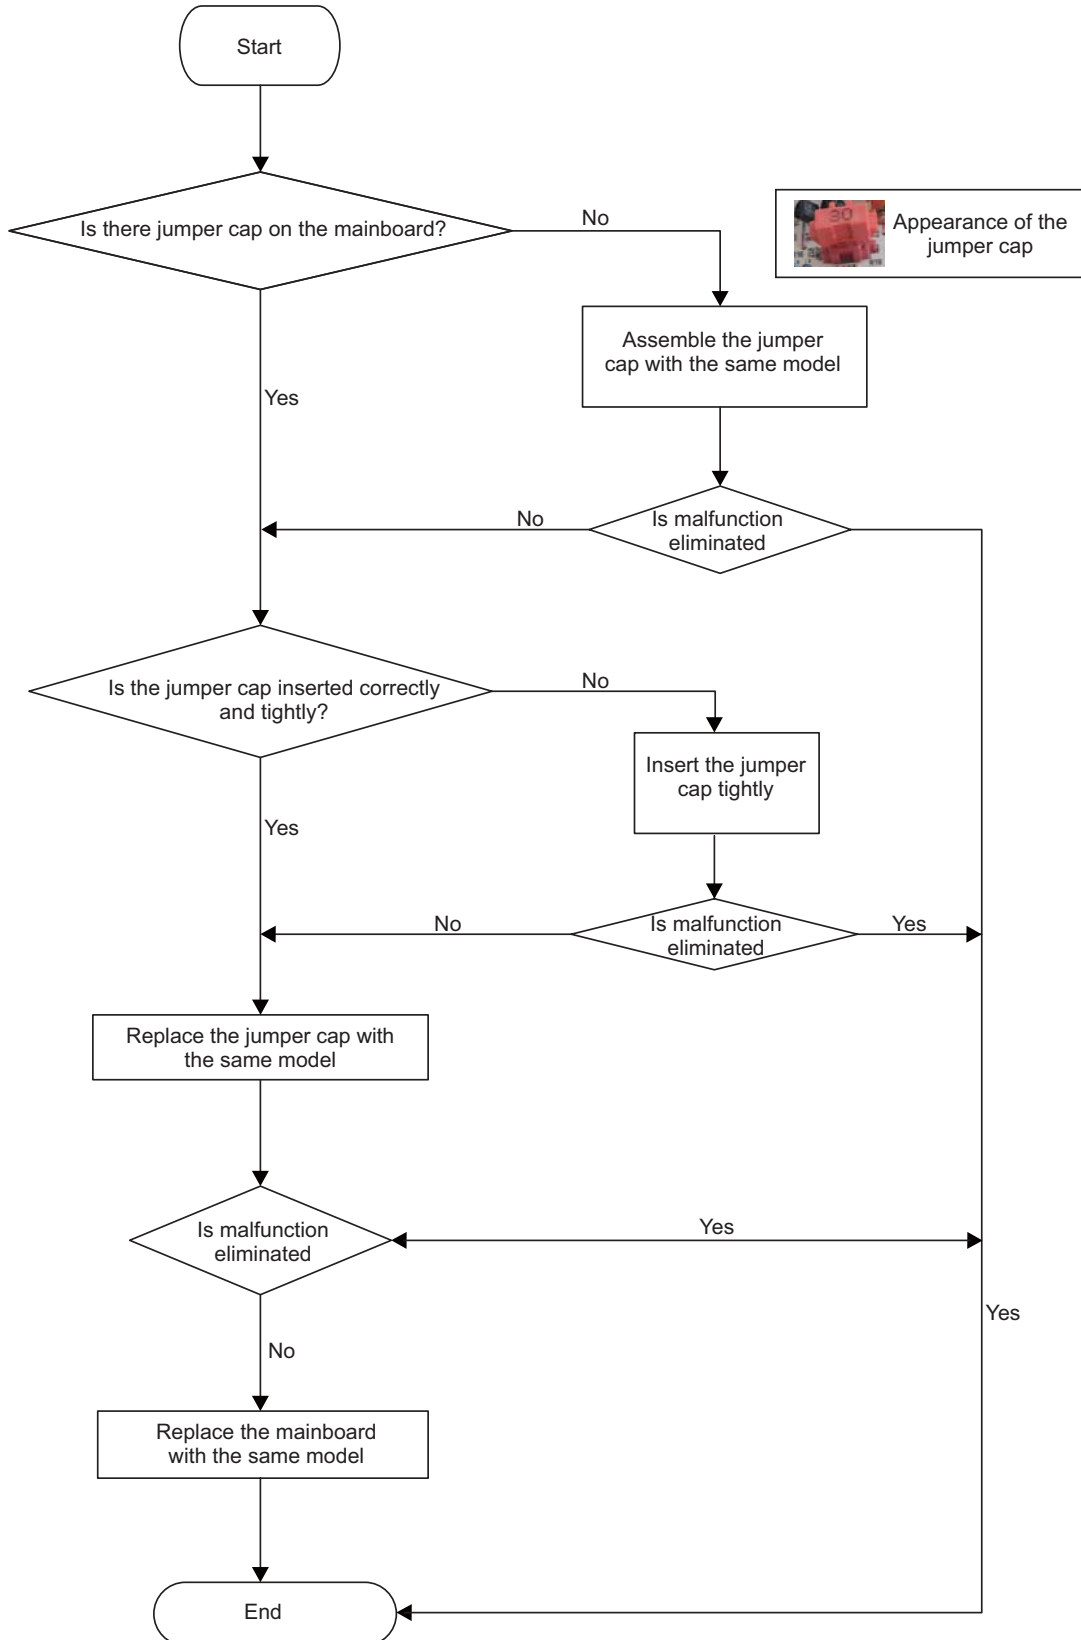 Start
Is there jumper cap on the mainboard?
No
30
Appearance of the
jumper cap
Assemble the jumper
cap with the same model
Yes
Is malfunction
eliminated
No
Is the jumper cap inserted correctly
and tightly?
No
Insert the jumper
cap tightly
Yes
Is malfunction
eliminated
No
Yes
Replace the jumper cap with
the same model
Is malfunction
eliminated
Yes
Yes
No
Replace the mainboard
with the same model
End